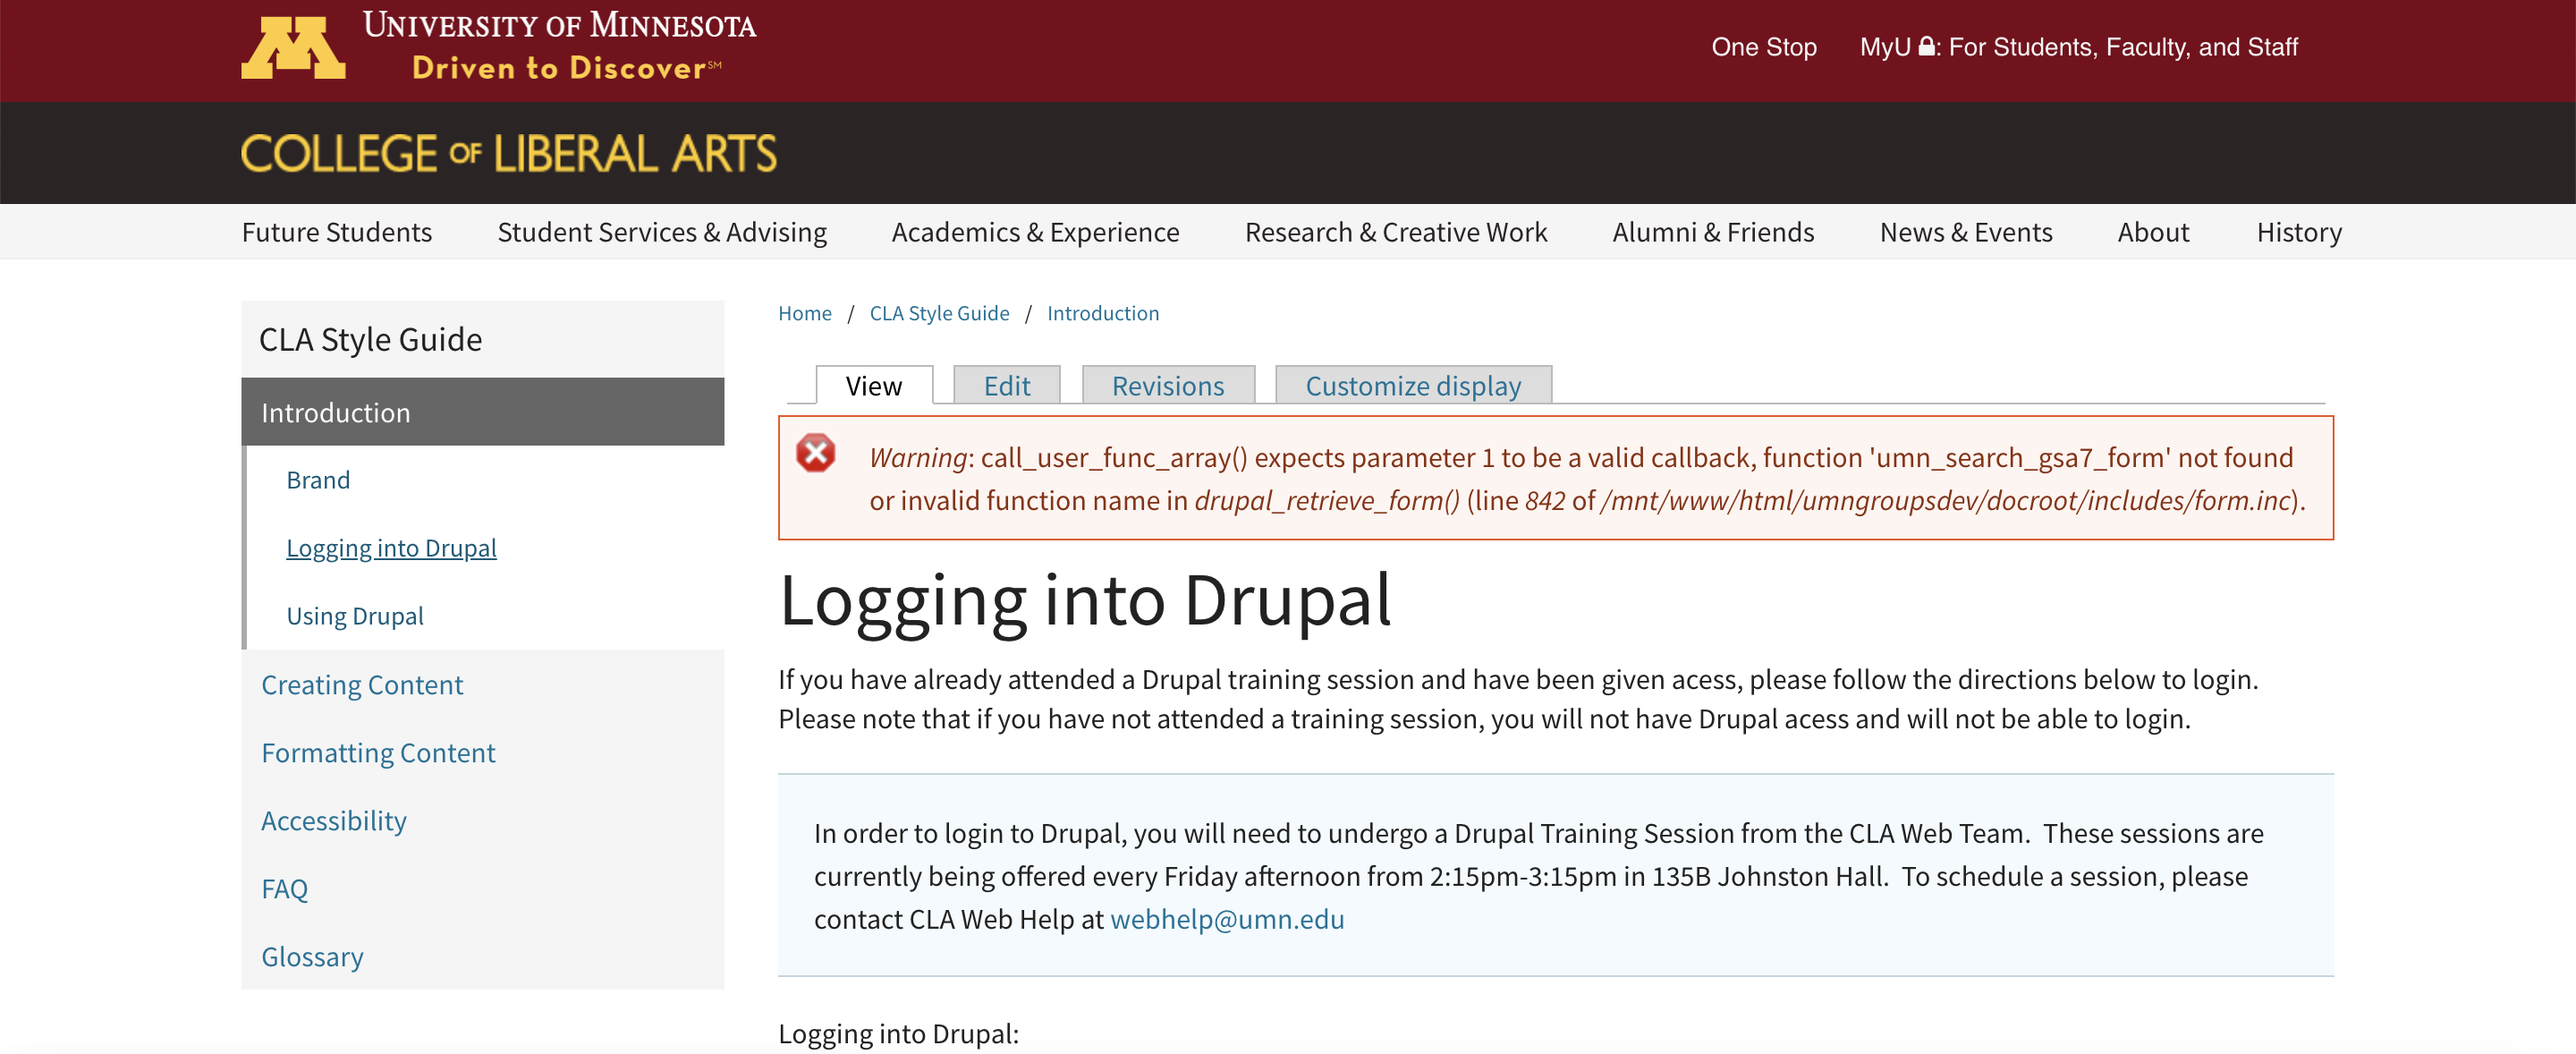 UNIVERSITY OF MINNESOTA
Driven to Discover℠
One Stop
MyU : For Students, Faculty, and Staff
COLLEGE OF LIBERAL ARTS
Future Students
Student Services & Advising
Academics & Experience
Research & Creative Work
Alumni & Friends
News & Events
About
History
CLA Style Guide
Introduction
Brand
Logging into Drupal
Using Drupal
Creating Content
Formatting Content
Accessibility
FAQ
Glossary
Home / CLA Style Guide / Introduction
View
Edit
Revisions
Customize display
Warning: call_user_func_array() expects parameter 1 to be a valid callback, function 'umn_search_gsa7_form' not found
or invalid function name in drupal_retrieve_form() (line 842 of /mnt/www/html/umngroupsdev/docroot/includes/form.inc).
Logging into Drupal
If you have already attended a Drupal training session and have been given acess, please follow the directions below to login.
Please note that if you have not attended a training session, you will not have Drupal acess and will not be able to login.
In order to login to Drupal, you will need to undergo a Drupal Training Session from the CLA Web Team.  These sessions are
currently being offered every Friday afternoon from 2:15pm-3:15pm in 135B Johnston Hall.  To schedule a session, please
contact CLA Web Help at webhelp@umn.edu
Logging into Drupal: